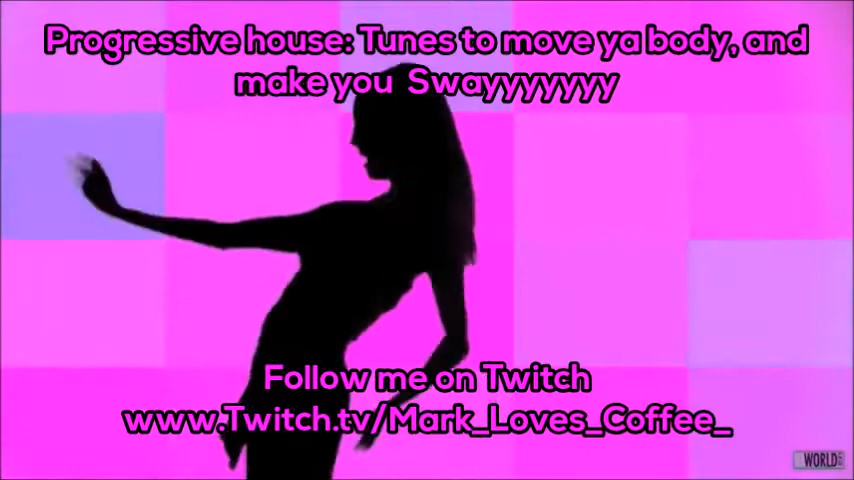 Progressive house: Tunes to move ya body, and
make you Swayyyyyyy
Follow me on Twitch
www.Twitch.tv/Mark_Loves_Coffee_
WORLD